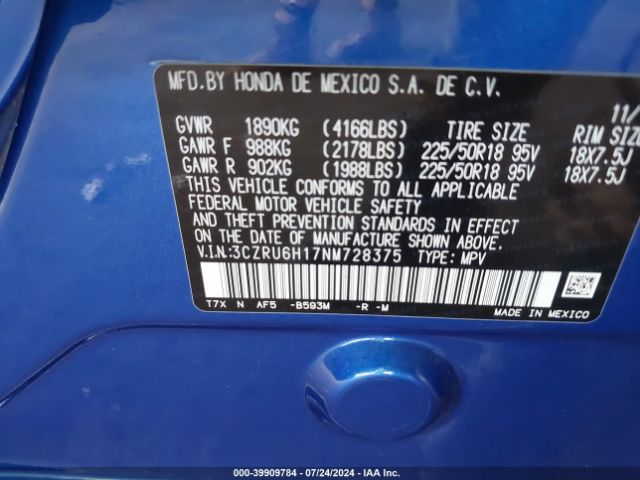 MFD.BY HONDA DE MEXICO S.A. DE C.V.
11/
GVWR 1890KG (4166LBS) TIRE SIZE RIM SIZE
GAWR F 988KG (2178LBS) 225/50R18 95V 18X7.5J
GAWR R 902KG (1988LBS) 225/50R18 95V 18X7.5J
THIS VEHICLE CONFORMS TO ALL APPLICABLE
FEDERAL MOTOR VEHICLE SAFETY
AND THEFT PREVENTION STANDARDS IN EFFECT
ON THE DATE OF MANUFACTURE SHOWN ABOVE.
V.I.N:3CZRU6H17NM728375 TYPE: MPV
T7X N AF5 -B593M -R -M
MADE IN MEXICO
000-39909784 - 07/24/2024 - IAA Inc.